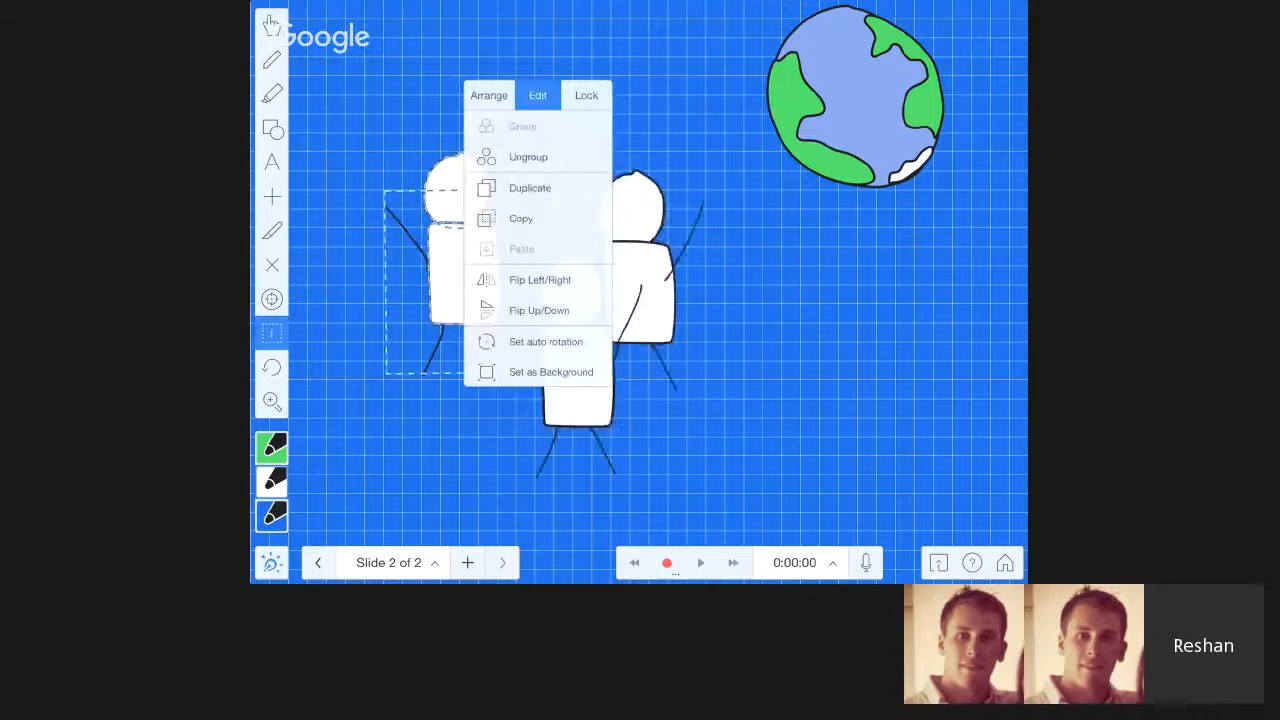 Google
Arrange Edit Lock
Group
Ungroup
Duplicate
Copy
Paste
Flip Left/Right
Flip Up/Down
Set auto rotation
Set as Background
A
Slide 2 of 2
0:00:00
?
Reshan